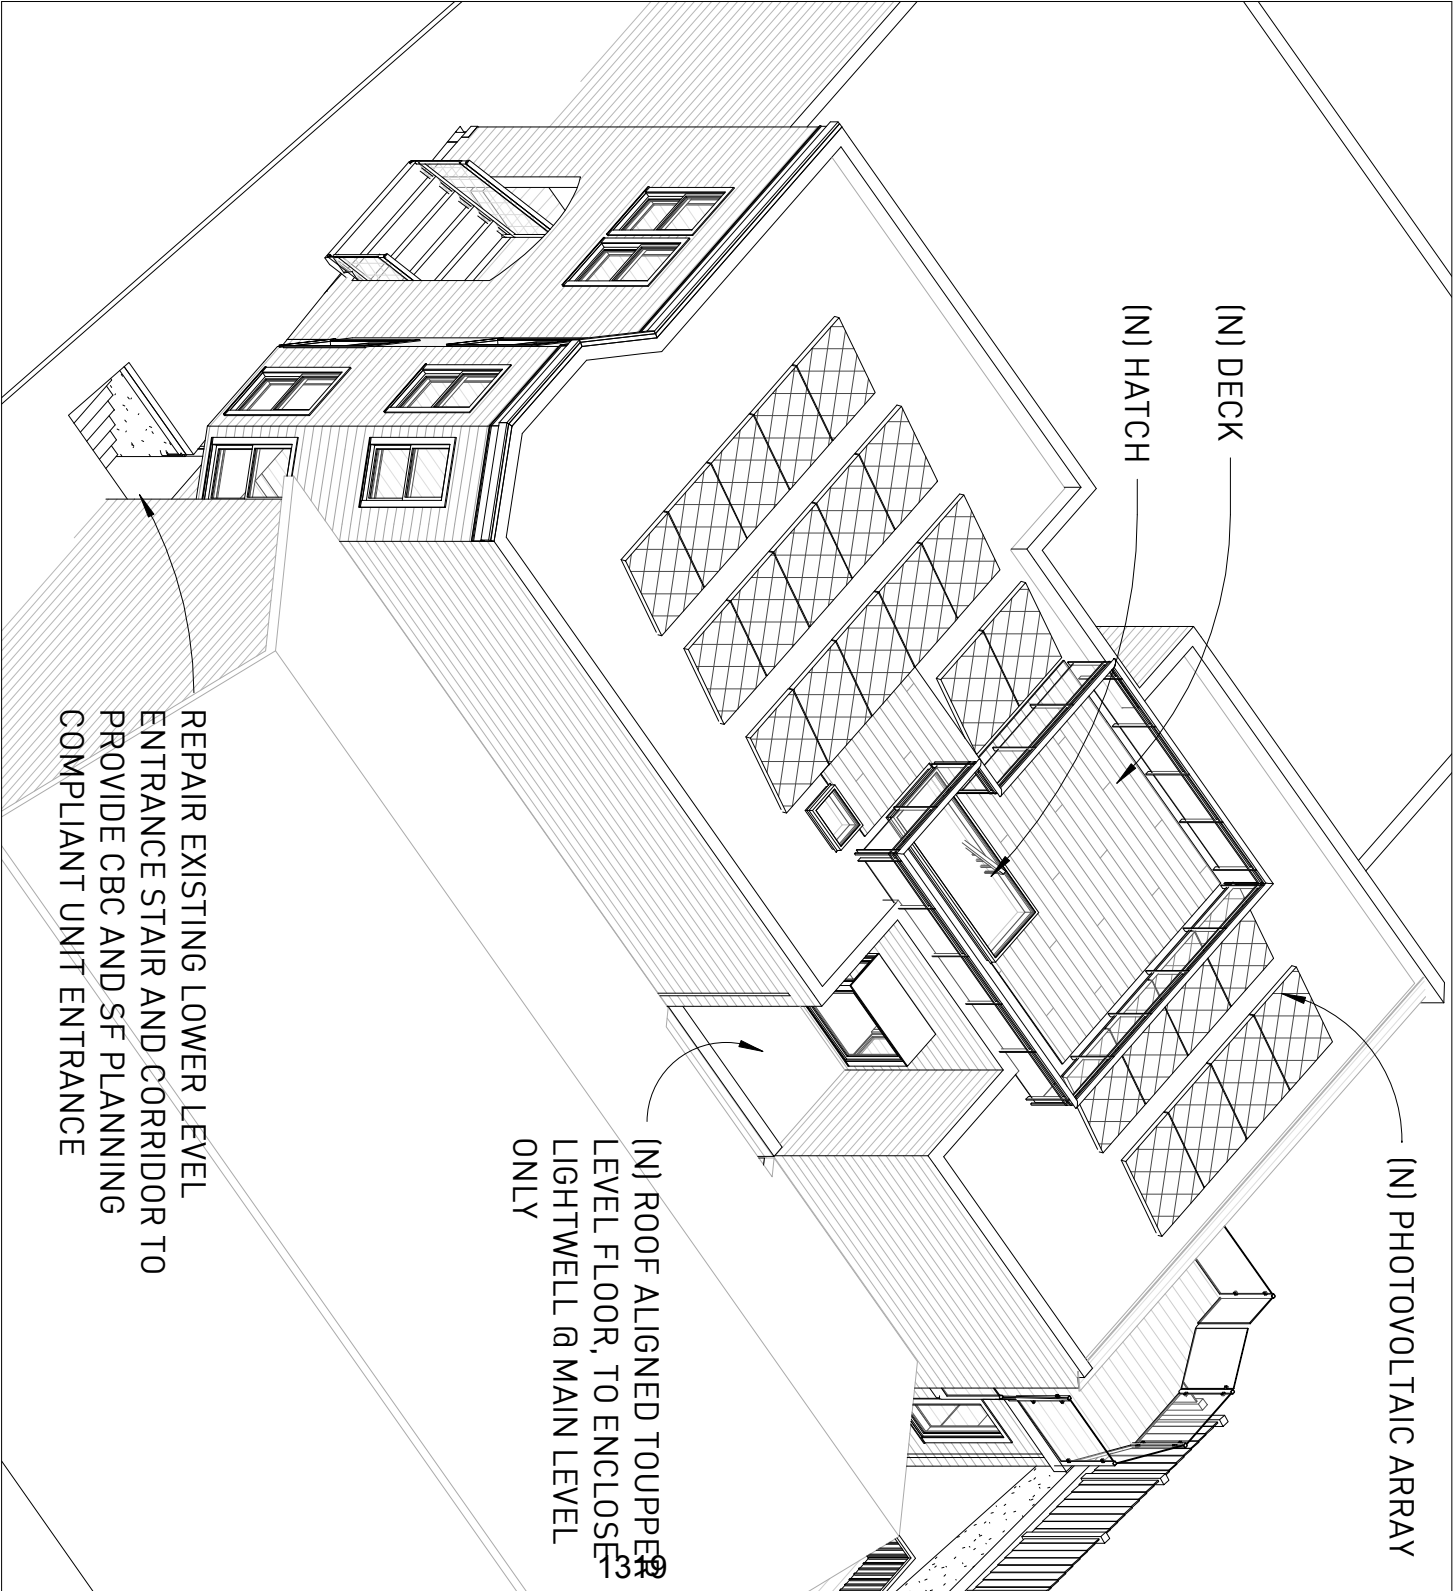 (N) PHOTOVOLTAIC ARRAY
(N) DECK
(N) HATCH
(N) ROOF ALIGNED TOUPPER
LEVEL FLOOR, TO ENCLOSE
LIGHTWELL @ MAIN LEVEL
ONLY
REPAIR EXISTING LOWER LEVEL
ENTRANCE STAIR AND CORRIDOR TO
PROVIDE CBC AND SF PLANNING
COMPLIANT UNIT ENTRANCE